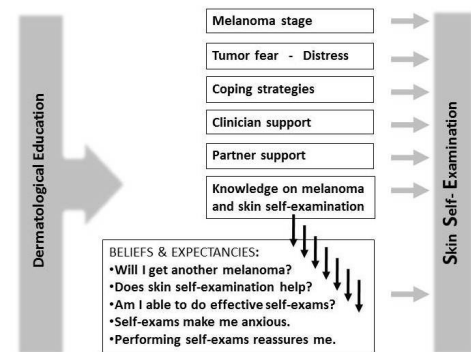 Dermatological Education
Melanoma stage
Tumor fear - Distress
Coping strategies
Clinician support
Partner support
Knowledge on melanoma
and skin self-examination
BELIEFS & EXPECTANCIES:
•Will I get another melanoma?
•Does skin self-examination help?
•Am I able to do effective self-exams?
•Self-exams make me anxious.
•Performing self-exams reassures me.
Skin Self- Examination